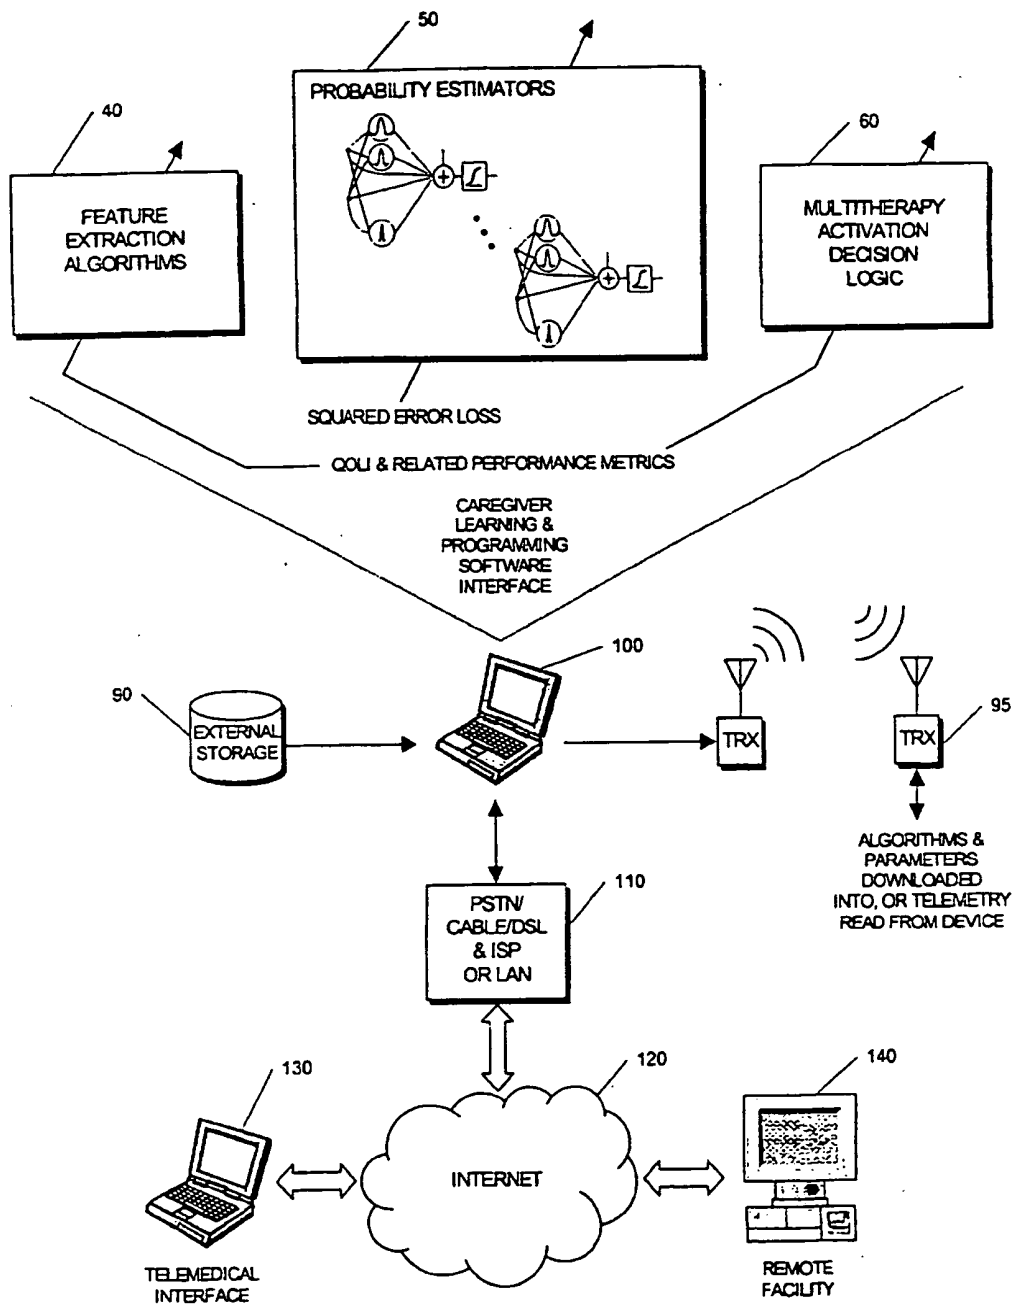 50
PROBABILITY ESTIMATORS
40
60
FEATURE
EXTRACTION
ALGORITHMS
MULTITHERAPY
ACTIVATION
DECISION
LOGIC
SQUARED ERROR LOSS
QOLI & RELATED PERFORMANCE METRICS
CAREGIVER
LEARNING &
PROGRAMMING
SOFTWARE
INTERFACE
100
90
EXTERNAL
STORAGE
TRX
TRX
95
ALGORITHMS &
PARAMETERS
DOWNLOADED
INTO, OR TELEMETRY
READ FROM DEVICE
110
PSTN/
CABLE/DSL
& ISP
OR LAN
130
120
140
INTERNET
TELEMEDICAL
INTERFACE
REMOTE
FACILITY